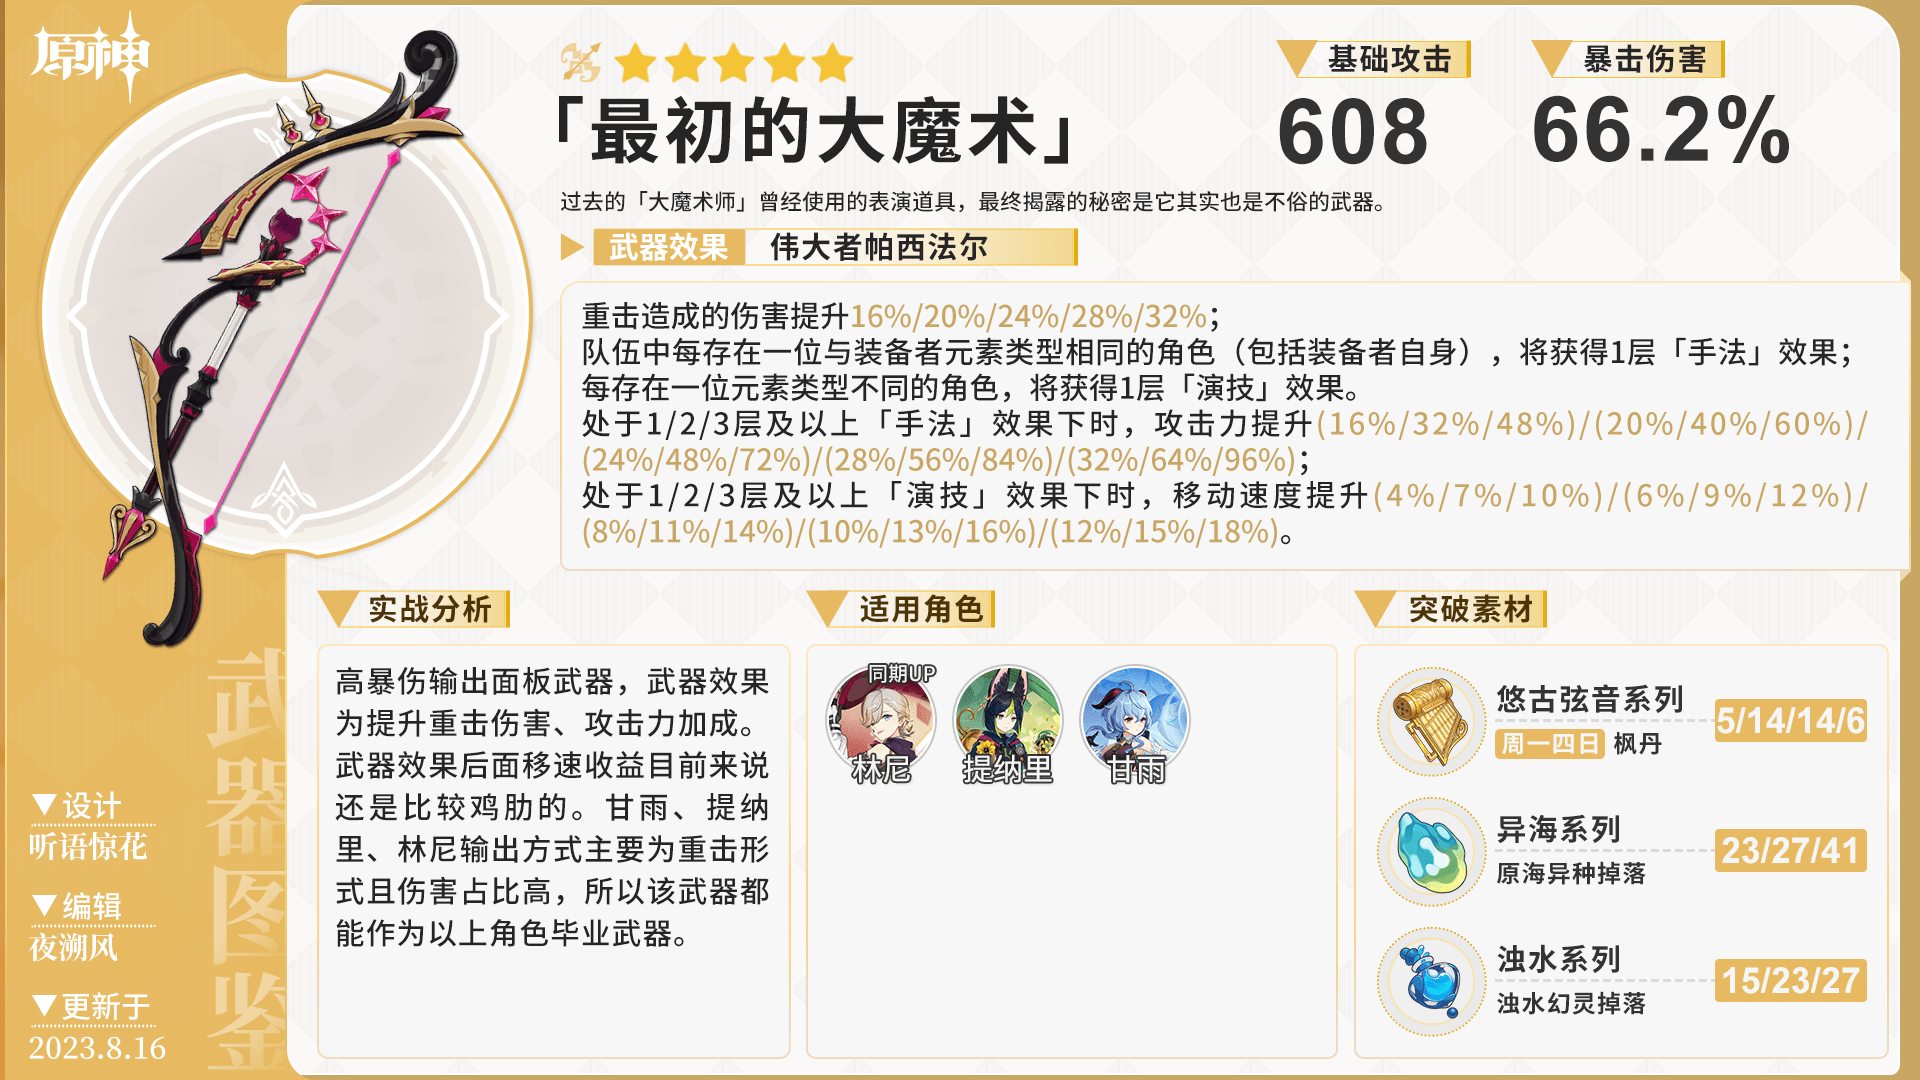 原神
「最初的大魔术」
基础攻击
608
暴击伤害
66.2%
过去的「大魔术师」曾经使用的表演道具，最终揭露的秘密是它其实也是不俗的武器。
武器效果 伟大者帕西法尔
重击造成的伤害提升16%/20%/24%/28%/32%；
队伍中每存在一位与装备者元素类型相同的角色（包括装备者自身），将获得1层「手法」效果；
每存在一位元素类型不同的角色，将获得1层「演技」效果。
处于1/2/3层及以上「手法」效果下时，攻击力提升(16%/32%/48%)/(20%/40%/60%)/
(24%/48%/72%)/(28%/56%/84%)/(32%/64%/96%)；
处于1/2/3层及以上「演技」效果下时，移动速度提升(4%/7%/10%)/(6%/9%/12%)/
(8%/11%/14%)/(10%/13%/16%)/(12%/15%/18%)。
实战分析
高暴伤输出面板武器，武器效果
为提升重击伤害、攻击力加成。
武器效果后面移速收益目前来说
还是比较鸡肋的。甘雨、提纳
里、林尼输出方式主要为重击形
式且伤害占比高，所以该武器都
能作为以上角色毕业武器。
适用角色
同期UP
林尼
提纳里
甘雨
突破素材
悠古弦音系列
周一四日 枫丹
5/14/14/6
异海系列
原海异种掉落
23/27/41
浊水系列
浊水幻灵掉落
15/23/27
武器图鉴
▼设计
听语惊花
▼编辑
夜溯风
▼更新于
2023.8.16